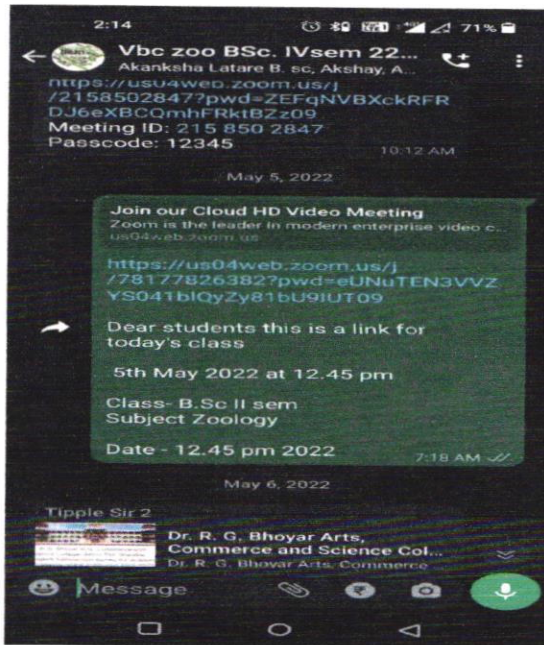 2:14
71%
Vbc zoo BSc. IVsem 22...
Akanksha Latare B. sc, Akshay, A...
https://us04web.zoom.us/j
/2158502847?pwd=ZEFqNVBXckRFR
DJ6eXBCQmhFRktBZz09
Meeting ID: 215 850 2847
Passcode: 12345
10:12 AM
May 5, 2022
Join our Cloud HD Video Meeting
Zoom is the leader in modern enterprise video c...
us04web.zoom.us
https://us04web.zoom.us/j
/78177826382?pwd=eUNuTEN3VVZ
YS041blQyZy81bU9IUT09
Dear students this is a link for
today's class
5th May 2022 at 12.45 pm
Class- B.Sc II sem
Subject Zoology
Date - 12.45 pm 2022
7:18 AM
May 6, 2022
Tipple Sir 2
Dr. R. G. Bhoyar Arts,
Commerce and Science Col...
Dr. R. G. Bhoyar Arts, Commerce
Message